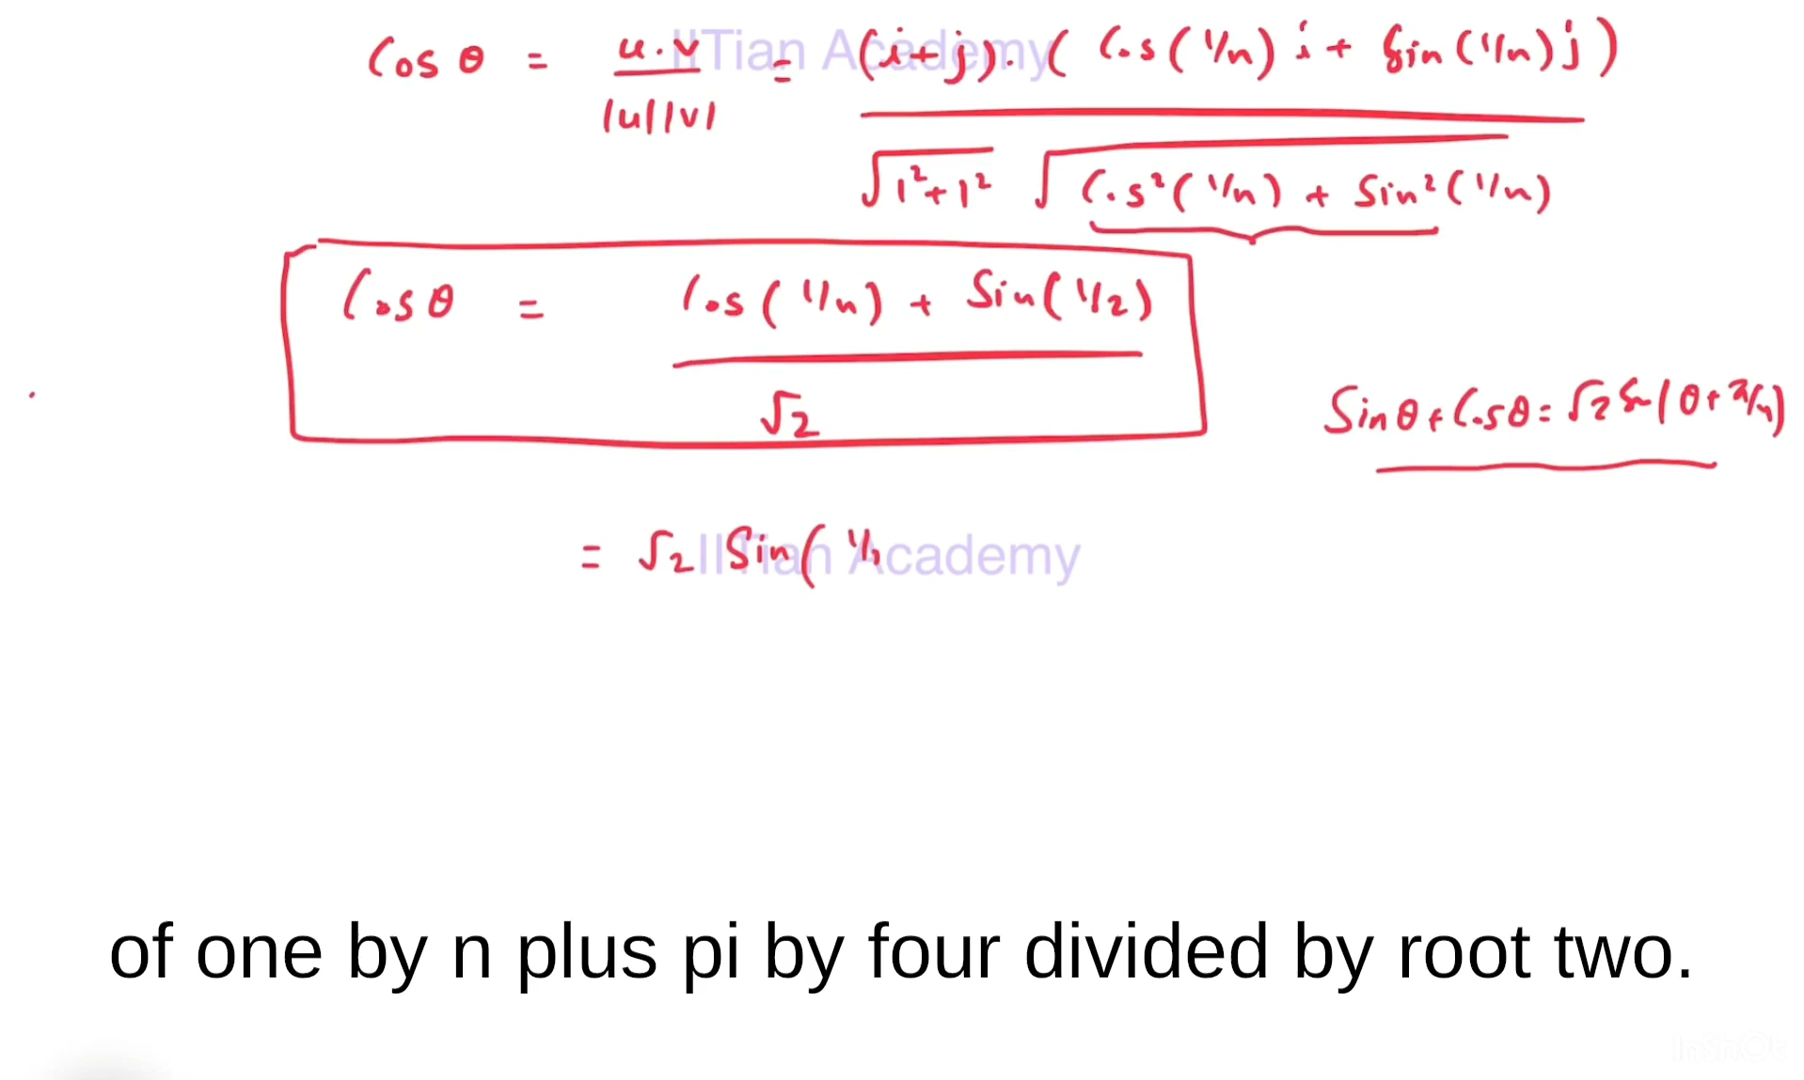 Cos θ = u.v / |u||v| = (i+j).( Cos(1/n) i + Sin(1/n) j )
√1²+1² √Cos²(1/n) + Sin²(1/n)
Cos θ = Cos(1/n) + Sin(1/2)
√2
Sin θ + Cos θ = √2 Sin(θ + π/4)
= √2 Sin( 1/
IITian Academy
IITian Academy
of one by n plus pi by four divided by root two.